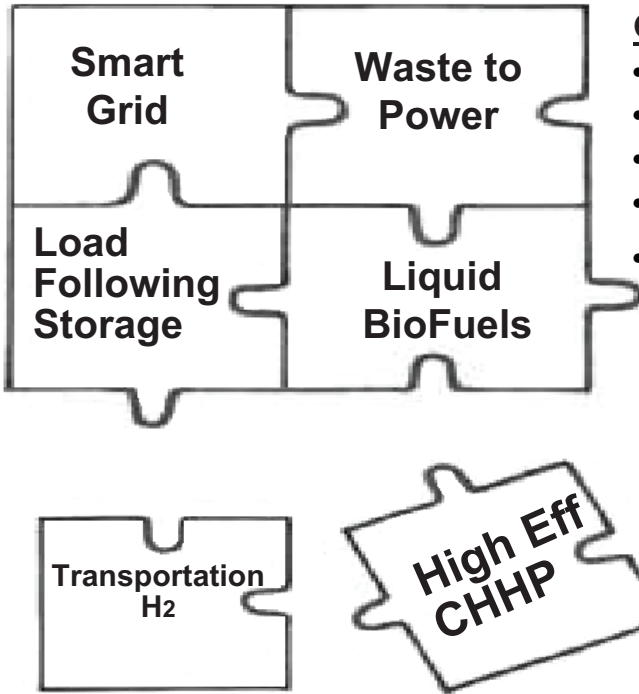 Smart
Grid
Waste to
Power
Load
Following
Storage
Liquid
BioFuels
Transportation
H2
High Eff
CHHP